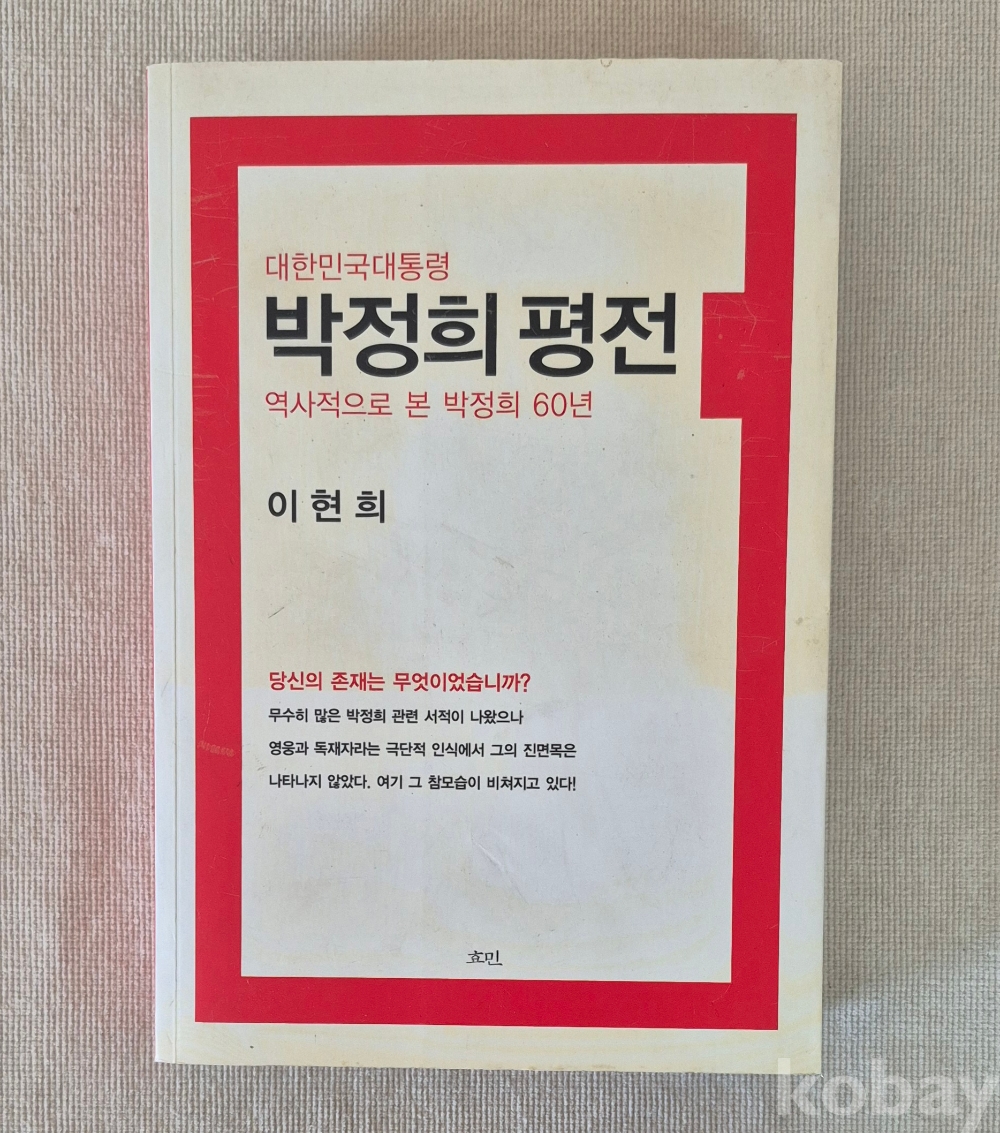 대한민국대통령
박정희 평전
역사적으로 본 박정희 60년
이현희
당신의 존재는 무엇이었습니까?
무수히 많은 박정희 관련 서적이 나왔으나
영웅과 독재자라는 극단적 인식에서 그의 진면목은
나타나지 않았다. 여기 그 참모습이 비쳐지고 있다!
효민
kobay